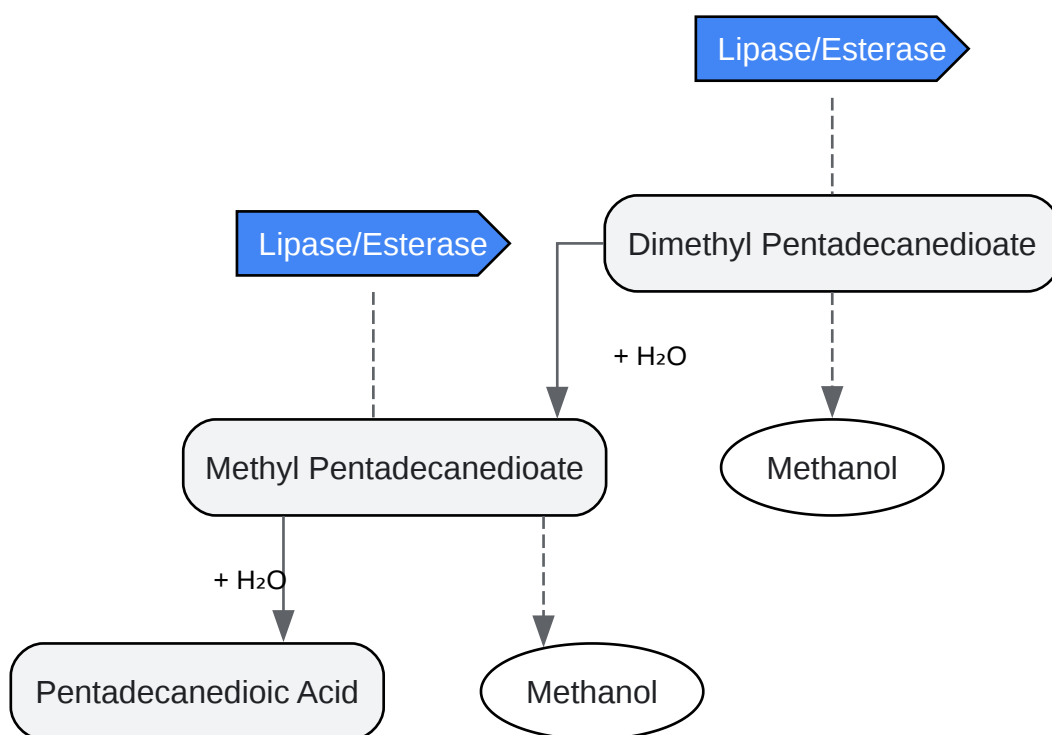 Lipase/Esterase
Lipase/Esterase
Dimethyl Pentadecanedioate
+ H₂O
Methyl Pentadecanedioate
Methanol
+ H₂O
Pentadecanedioic Acid
Methanol